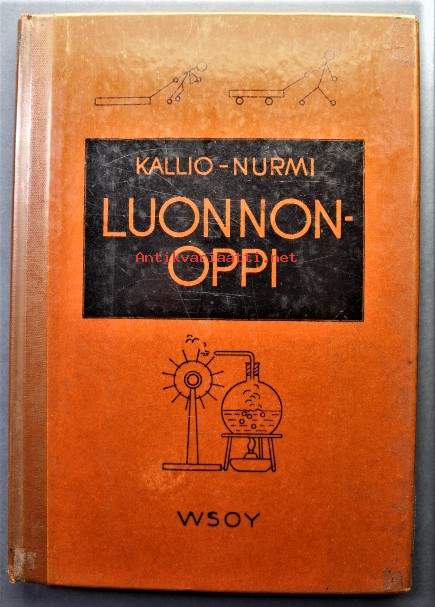 KALLIO-NURMI
LUONNON-
Antikvariaatti.net
OPPI
WSOY